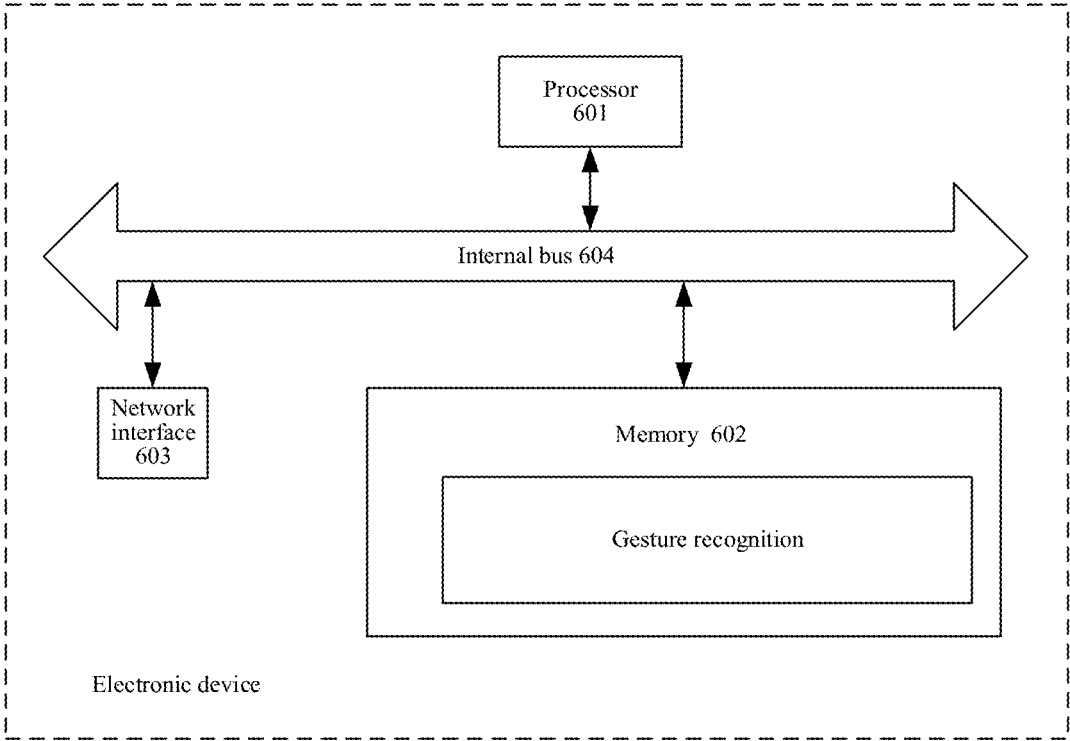 Processor
601
Internal bus 604
Network
interface
603
Memory 602
Gesture recognition
Electronic device